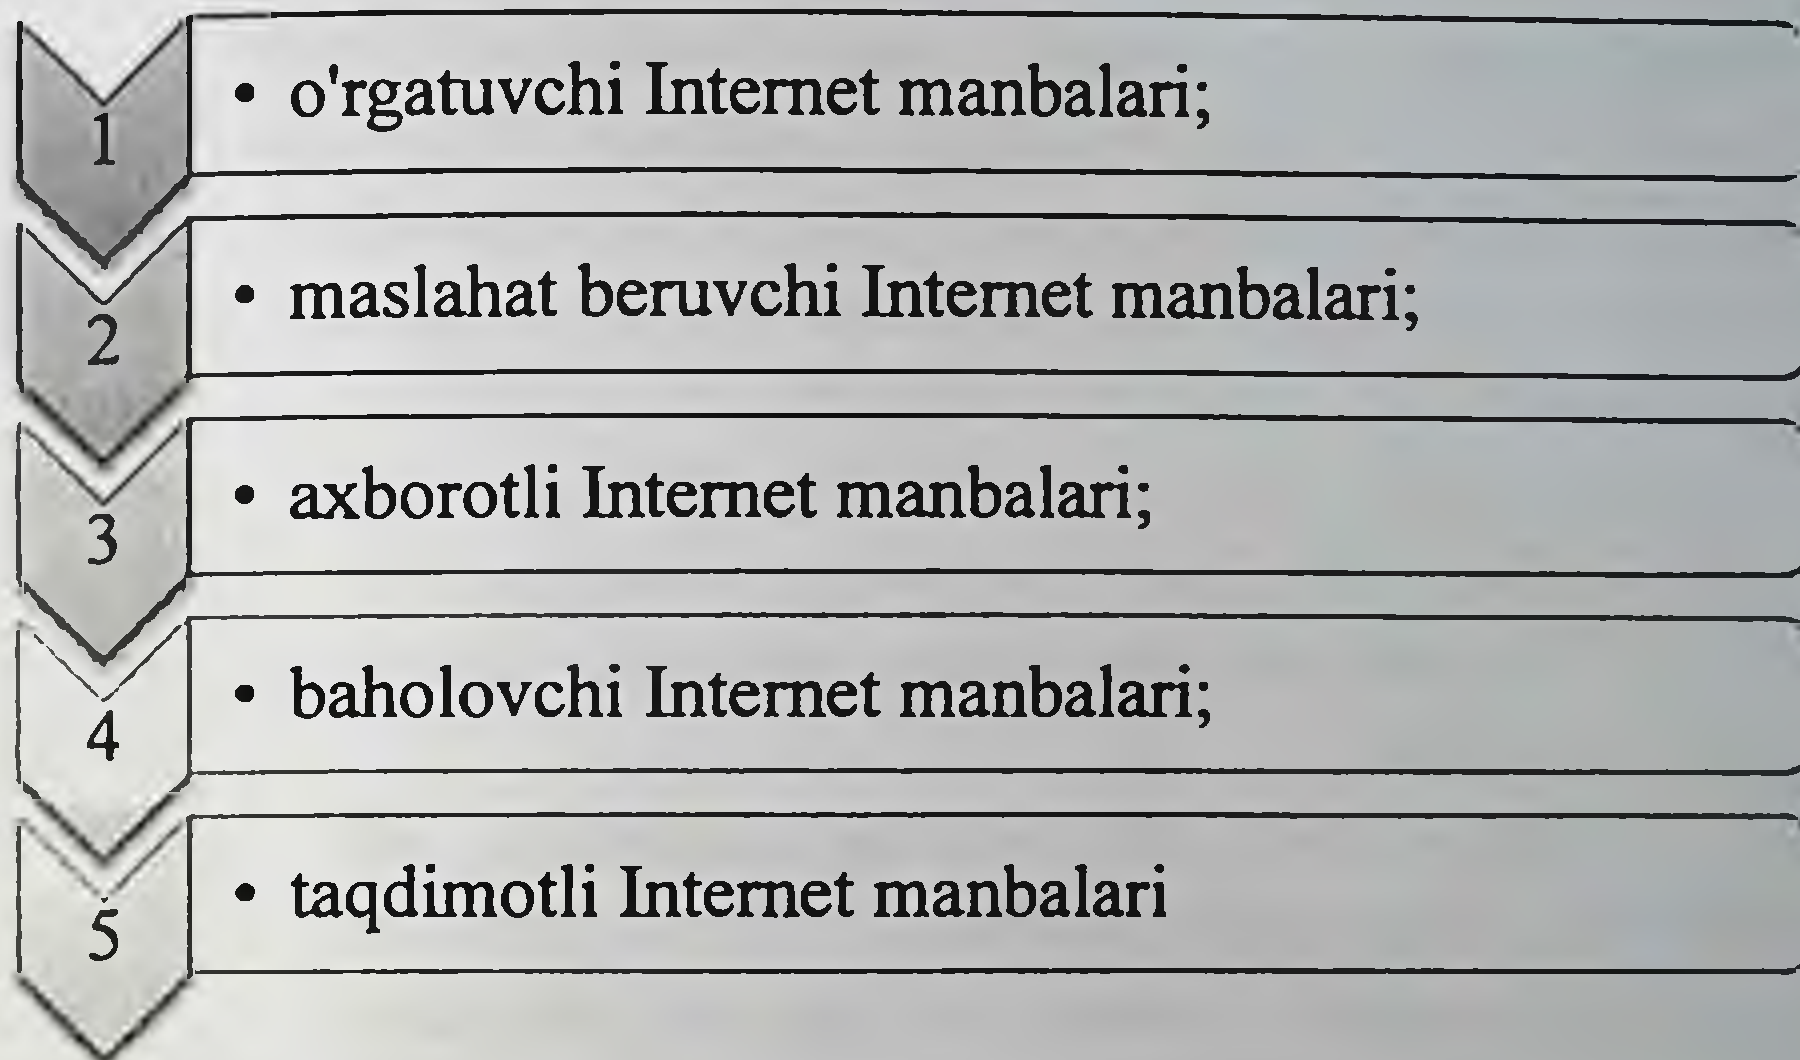 1
• o'rgatuvchi Internet manbalari;
2
• maslahat beruvchi Internet manbalari;
3
• axborotli Internet manbalari;
4
• baholovchi Internet manbalari;
5
• taqdimotli Internet manbalari